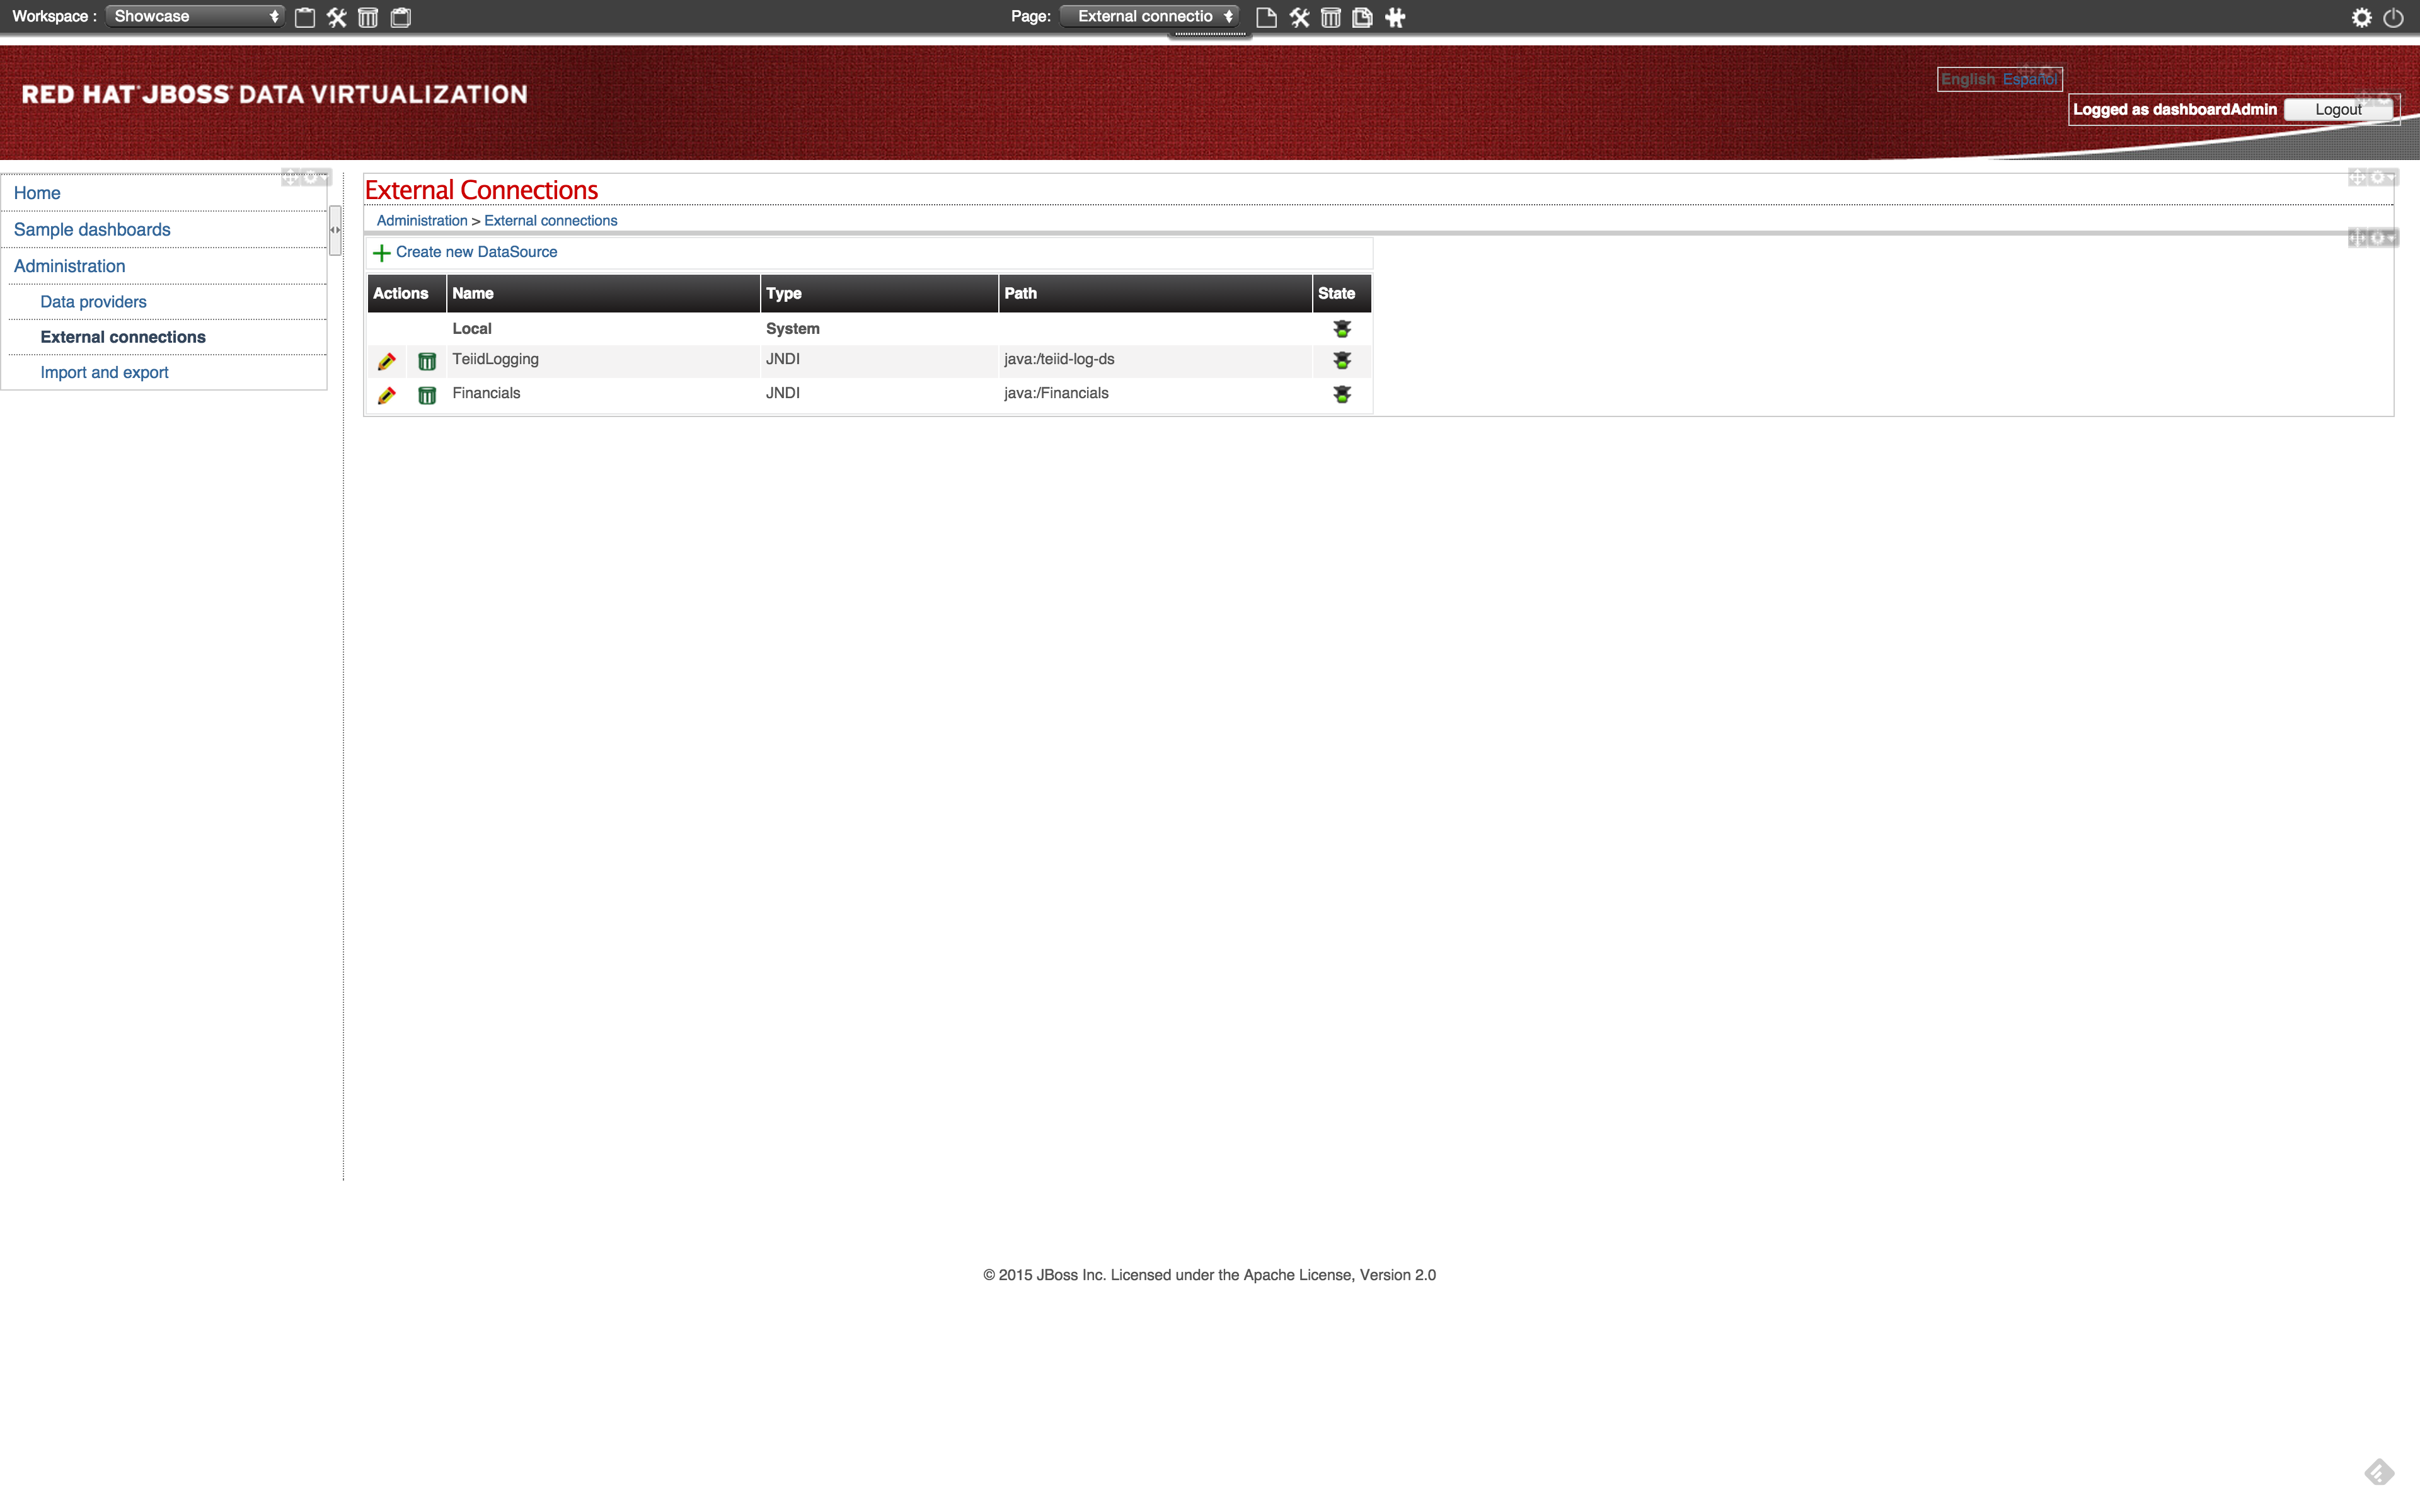 Workspace : Showcase
Page: External connectio
RED HAT® JBOSS® DATA VIRTUALIZATION
English Español
Logged as dashboardAdmin Logout
Home
Sample dashboards
Administration
Data providers
External connections
Import and export
External Connections
Administration > External connections
Create new DataSource
Actions Name Type Path State
Local System
TeiidLogging JNDI java:/teiid-log-ds
Financials JNDI java:/Financials
© 2015 JBoss Inc. Licensed under the Apache License, Version 2.0